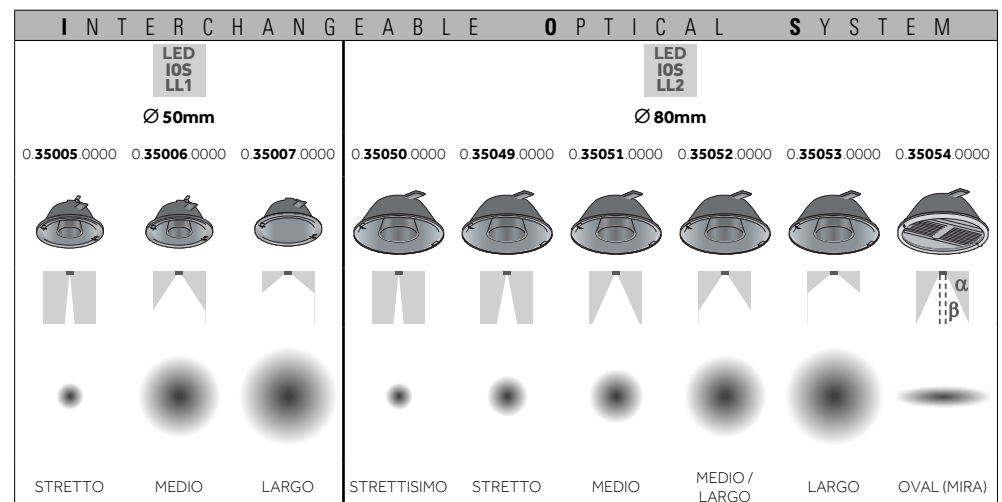 INTERCHANGEABLE OPTICAL SYSTEM
LED
IOS
LL1
Ø 50mm
LED
IOS
LL2
Ø 80mm
0.35005.0000 0.35006.0000 0.35007.0000 0.35050.0000 0.35049.0000 0.35051.0000 0.35052.0000 0.35053.0000 0.35054.0000
α
β
STRETTO MEDIO LARGO STRETTISIMO STRETTO MEDIO MEDIO / LARGO LARGO OVAL (MIRA)